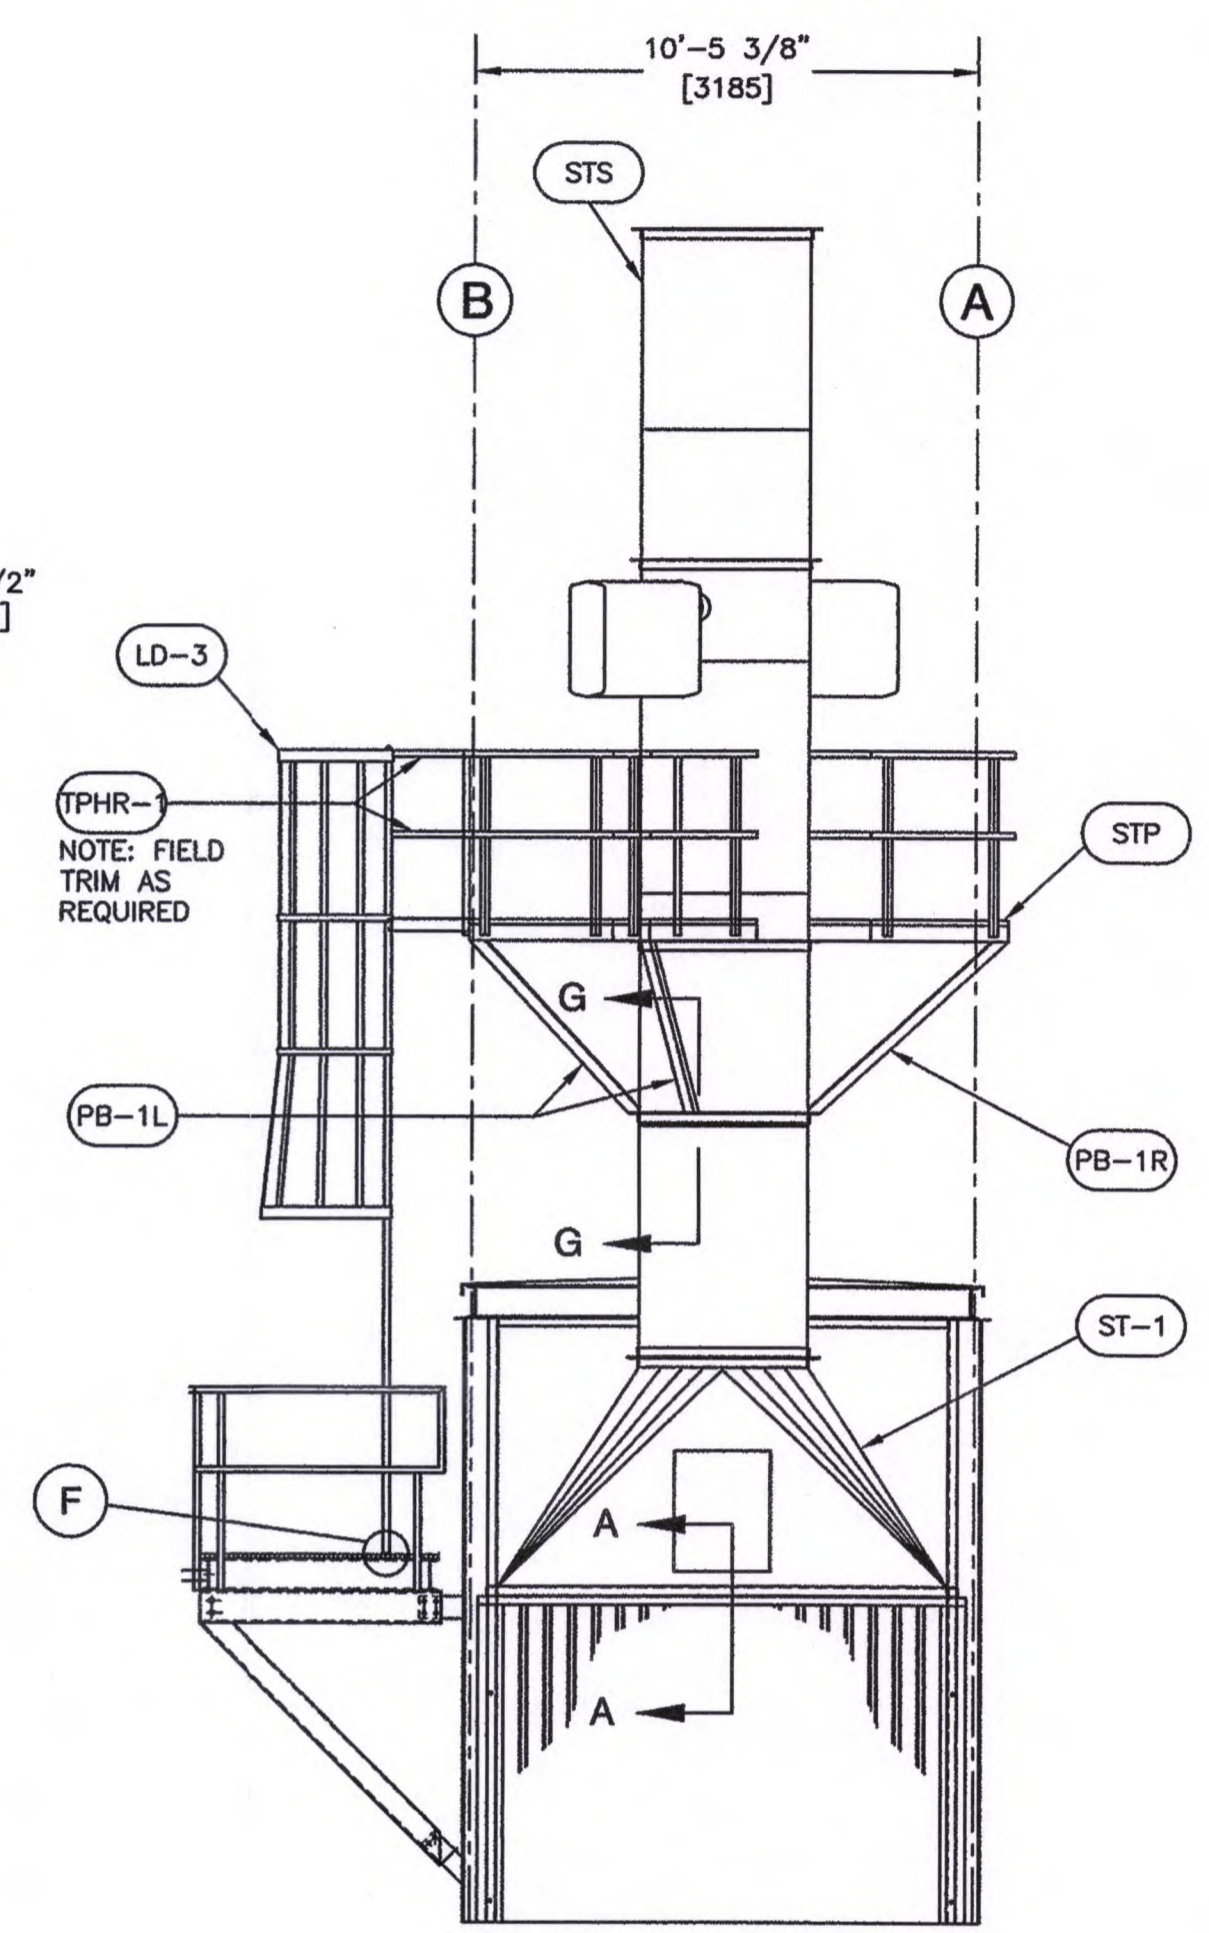 10'-5 3/8"
[3185]
STS
B
A
/2"
]
LD-3
TPHR-1
NOTE: FIELD
TRIM AS
REQUIRED
STP
G
PB-1L
PB-1R
G
ST-1
F
A
A